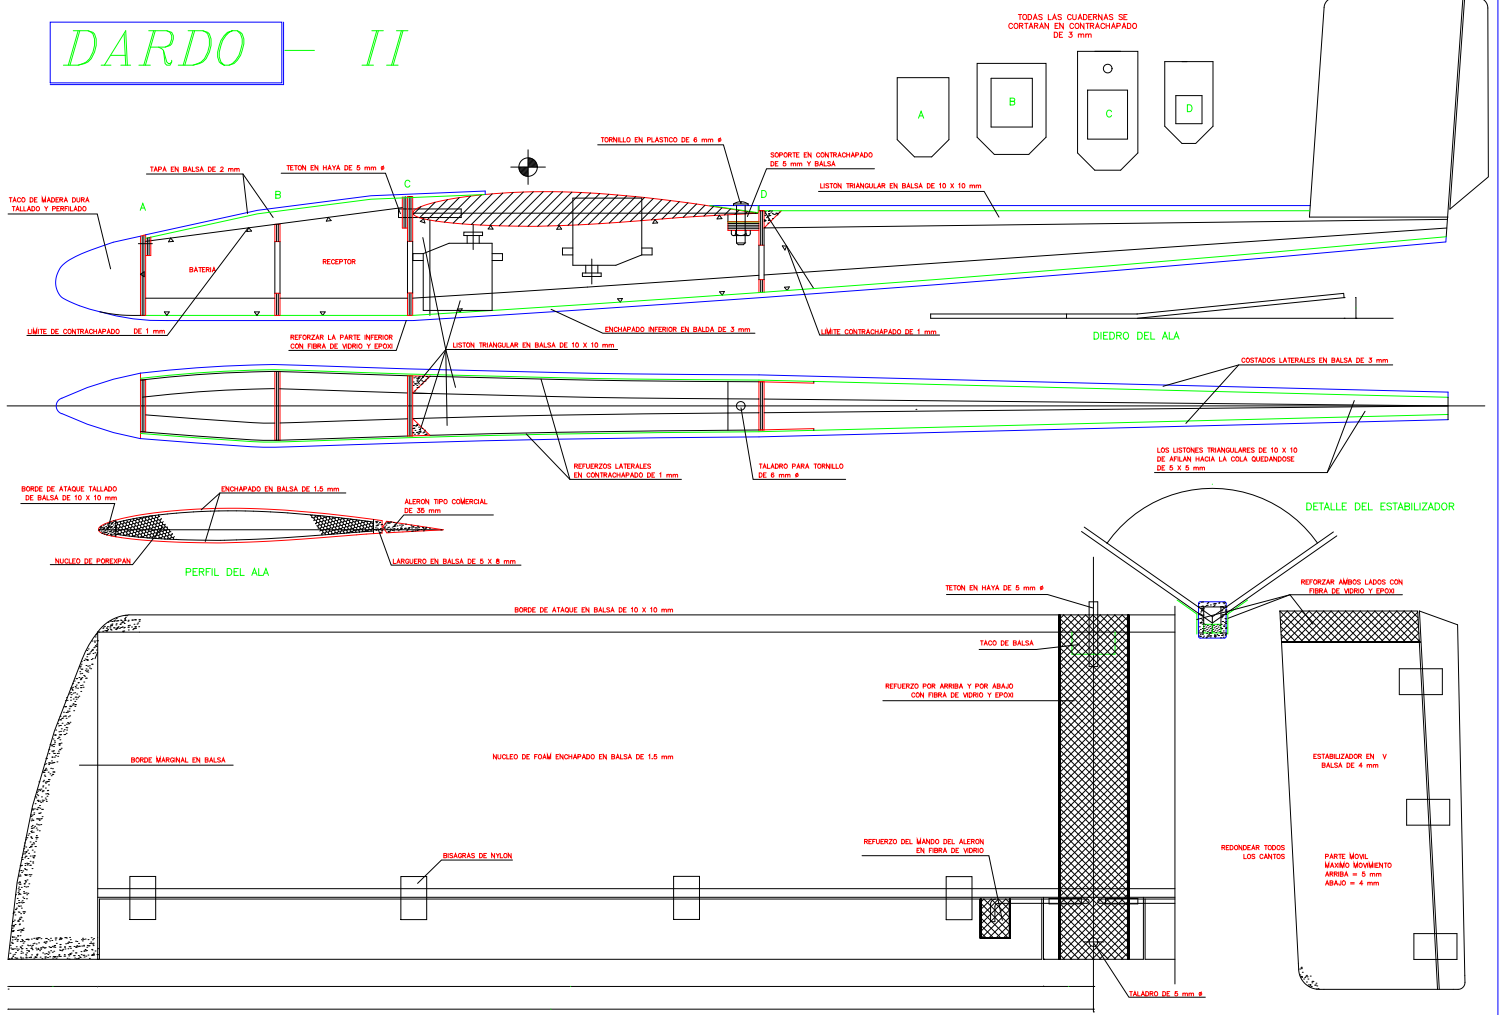 DARDO - II
TODAS LAS CUADERNAS SE
CORTARAN EN CONTRACHAPADO
DE 3 mm
A
B
C
D
TORNILLO EN PLASTICO DE 6 mm ø
SOPORTE EN CONTRACHAPADO
DE 5 mm Y BALSA
TAPA EN BALSA DE 2 mm
TETON EN HAYA DE 5 mm ø
LISTON TRIANGULAR EN BALSA DE 10 X 10 mm
TACO DE MADERA DURA
TALLADO Y PERFILADO
A
B
C
D
BATERIA
RECEPTOR
LIMITE DE CONTRACHAPADO DE 1 mm
REFORZAR LA PARTE INFERIOR
CON FIBRA DE VIDRIO Y EPOXI
ENCHAPADO INFERIOR EN BALDA DE 3 mm
LISTON TRIANGULAR EN BALSA DE 10 X 10 mm
LIMITE CONTRACHAPADO DE 1 mm
DIEDRO DEL ALA
COSTADOS LATERALES EN BALSA DE 3 mm
REFUERZOS LATERALES
EN CONTRACHAPADO DE 1 mm
TALADRO PARA TORNILLO
DE 6 mm ø
LOS LISTONES TRIANGULARES DE 10 X 10
DE AFILAN HACIA LA COLA QUEDANDOSE
DE 5 X 5 mm
BORDE DE ATAQUE TALLADO
DE BALSA DE 10 X 10 mm
ENCHAPADO EN BALSA DE 1.5 mm
ALERON TIPO COMERCIAL
DE 35 mm
NUCLEO DE POREXPAN
LARGUERO EN BALSA DE 5 X 8 mm
PERFIL DEL ALA
DETALLE DEL ESTABILIZADOR
TETON EN HAYA DE 5 mm ø
REFORZAR AMBOS LADOS CON
FIBRA DE VIDRIO Y EPOXI
BORDE DE ATAQUE EN BALSA DE 10 X 10 mm
TACO DE BALSA
REFUERZO POR ARRIBA Y POR ABAJO
CON FIBRA DE VIDRIO Y EPOXI
BORDE MARGINAL EN BALSA
NUCLEO DE FOAM ENCHAPADO EN BALSA DE 1.5 mm
ESTABILIZADOR EN V
BALSA DE 4 mm
REFUERZO DEL MANDO DEL ALERON
EN FIBRA DE VIDRIO
BISAGRAS DE NYLON
REDONDEAR TODOS
LOS CANTOS
PARTE MOVIL
MAXIMO MOVIMIENTO
ARRIBA = 5 mm
ABAJO = 4 mm
TALADRO DE 5 mm ø